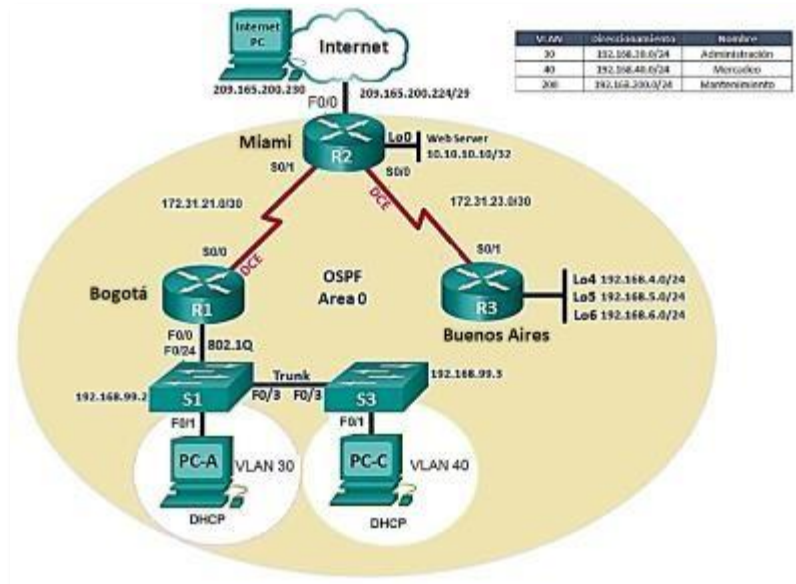 Internet
PC
Internet
209.165.200.230
209.165.200.224/29
F0/0
VLAN Direccionamiento Nombre
30 192.168.30.0/24 Administración
40 192.168.40.0/24 Mercadeo
200 192.168.200.0/24 Mantenimiento
Miami
R2
Lo0
Web Server
10.10.10.10/32
S0/1
S0/0
DCE
172.31.21.0/30
172.31.23.0/30
S0/0
DCE
S0/1
Bogotá
R1
OSPF
Area 0
R3
Buenos Aires
Lo4 192.168.4.0/24
Lo5 192.168.5.0/24
Lo6 192.168.6.0/24
F0/0
F0/24
802.1Q
192.168.99.2
S1
Trunk
F0/3 F0/3
S3
192.168.99.3
F0/1
F0/1
PC-A
VLAN 30
PC-C
VLAN 40
DHCP
DHCP